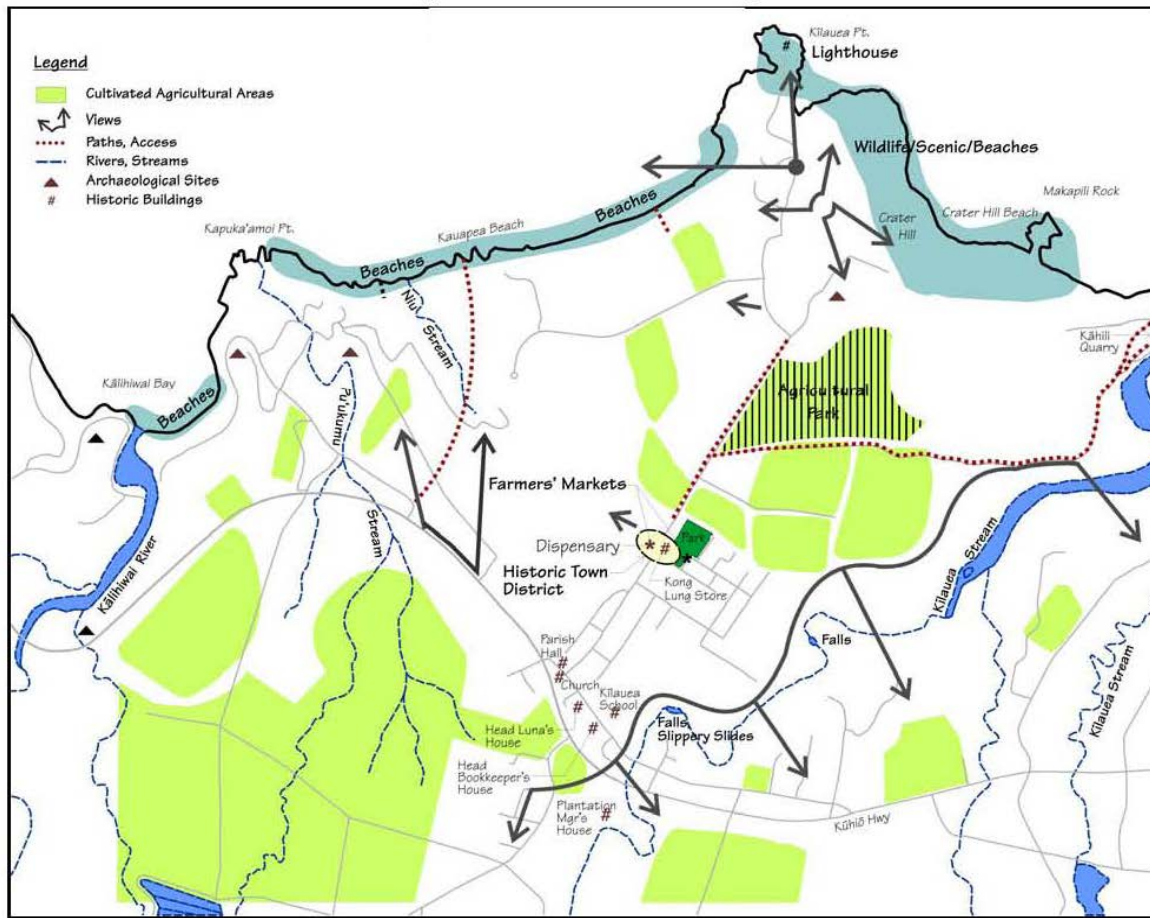 Kīlauea Pt.
Lighthouse
Legend
Cultivated Agricultural Areas
Views
Paths, Access
Rivers, Streams
Archaeological Sites
Historic Buildings
Wildlife/Scenic/Beaches
Makapili Rock
Crater Hill Beach
Crater
Hill
Kapuka'amoi Pt.
Kauapea Beach
Beaches
Beaches
Niu
Stream
Kāhili
Quarry
Kālihiwai Bay
Beaches
Pu'ukumu
Stream
Agricultural
Park
Farmers' Markets
Dispensary
Park
Historic Town
District
Kong
Lung Store
Kālihiwai River
Kīlauea Stream
Falls
Parish
Hall
Church
Kīlauea
School
Head Luna's
House
Falls,
Slippery Slides
Head
Bookkeeper's
House
Plantation
Mgr's
House
Kūhiō Hwy
Kīlauea Stream